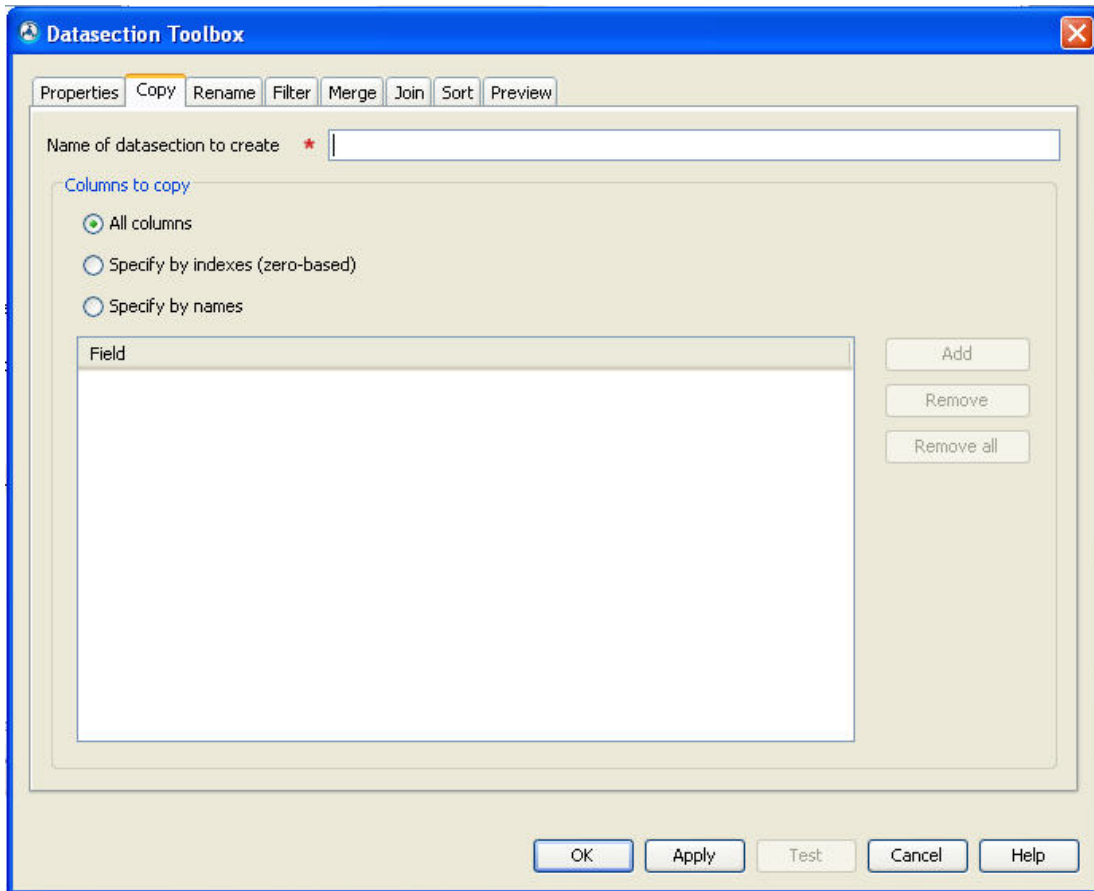 Datasection Toolbox
Properties Copy Rename Filter Merge Join Sort Preview
Name of datasection to create *
Columns to copy
All columns
Specify by indexes (zero-based)
Specify by names
Field
Add
Remove
Remove all
OK Apply Test Cancel Help